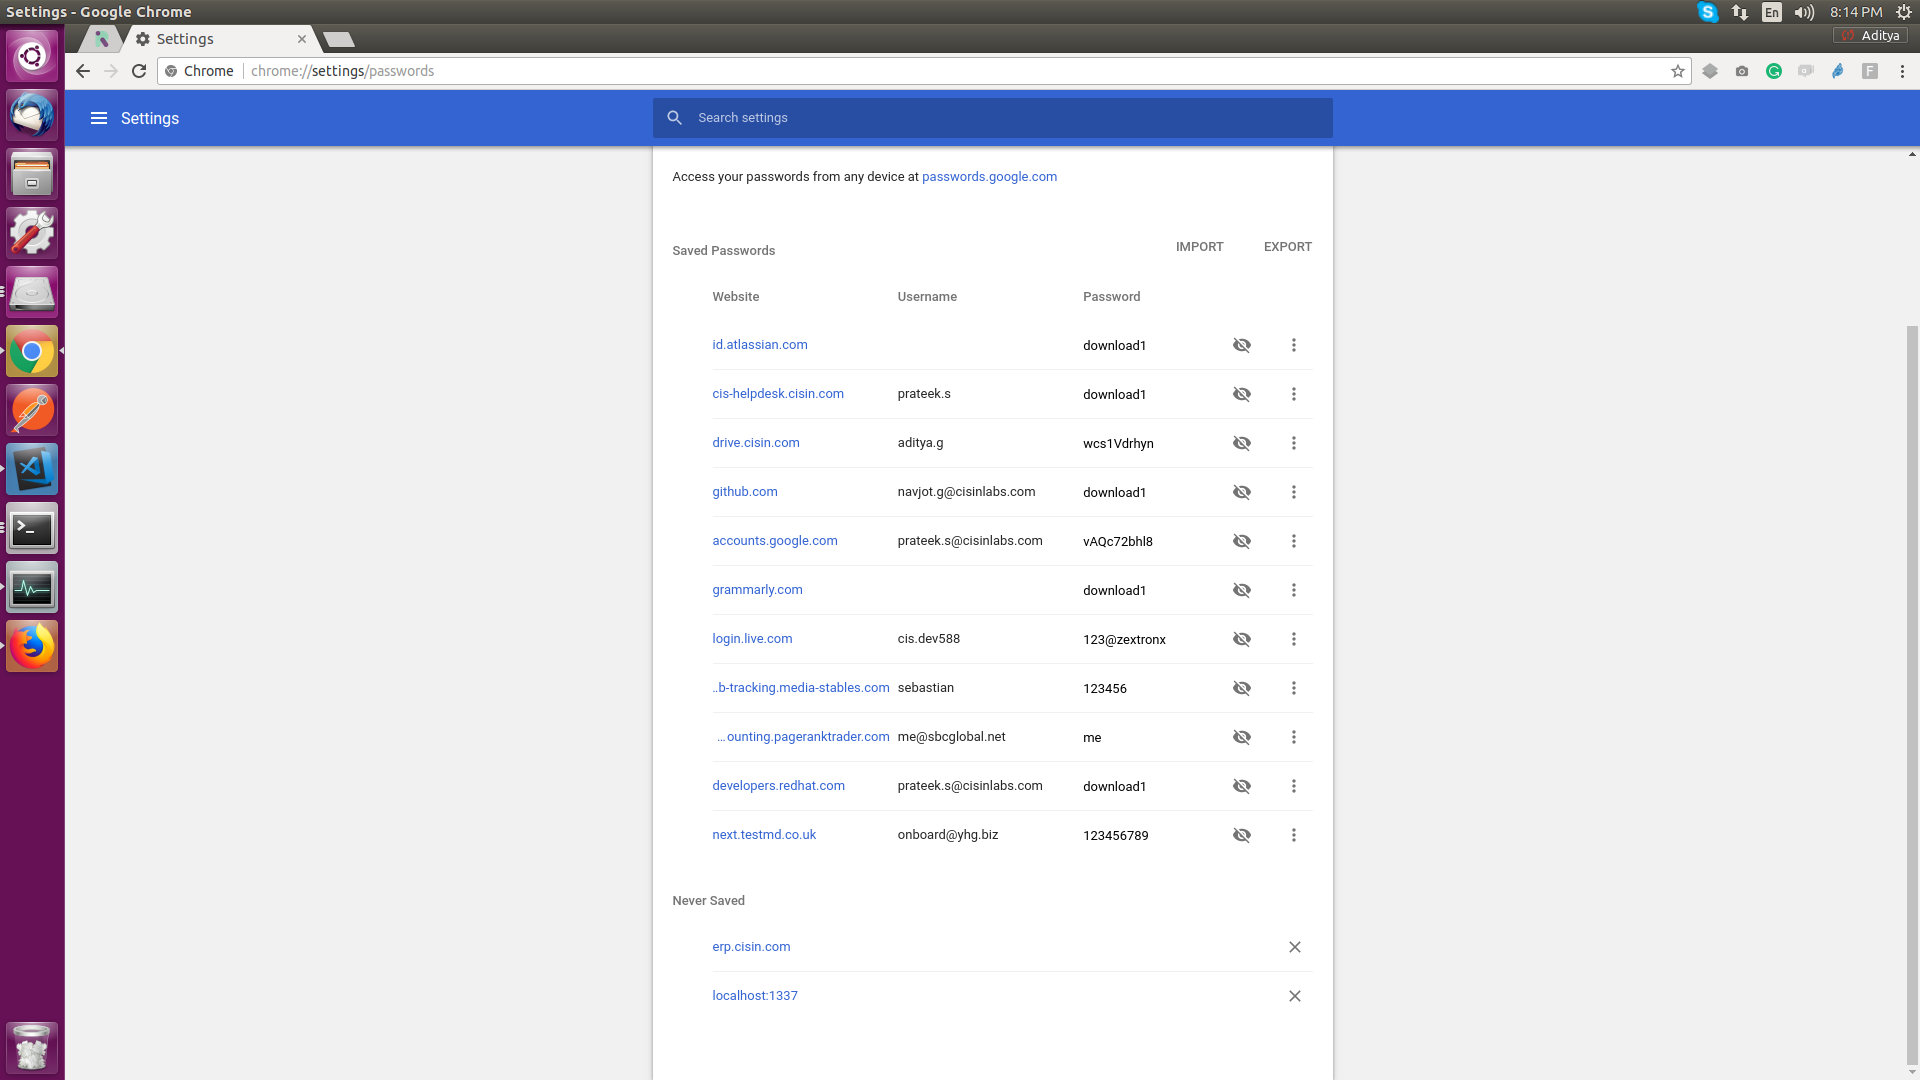 Settings - Google Chrome
En
8:14 PM
Settings
Aditya
Chrome
chrome://settings/passwords
F
Settings
Search settings
Access your passwords from any device at passwords.google.com
Saved Passwords IMPORT EXPORT
Website Username Password
id.atlassian.com download1
cis-helpdesk.cisin.com prateek.s download1
drive.cisin.com aditya.g wcs1Vdrhyn
github.com navjot.g@cisinlabs.com download1
accounts.google.com prateek.s@cisinlabs.com vAQc72bhl8
grammarly.com download1
login.live.com cis.dev588 123@zextronx
..b-tracking.media-stables.com sebastian 123456
...ounting.pageranktrader.com me@sbcglobal.net me
developers.redhat.com prateek.s@cisinlabs.com download1
next.testmd.co.uk onboard@yhg.biz 123456789
Never Saved
erp.cisin.com
localhost:1337